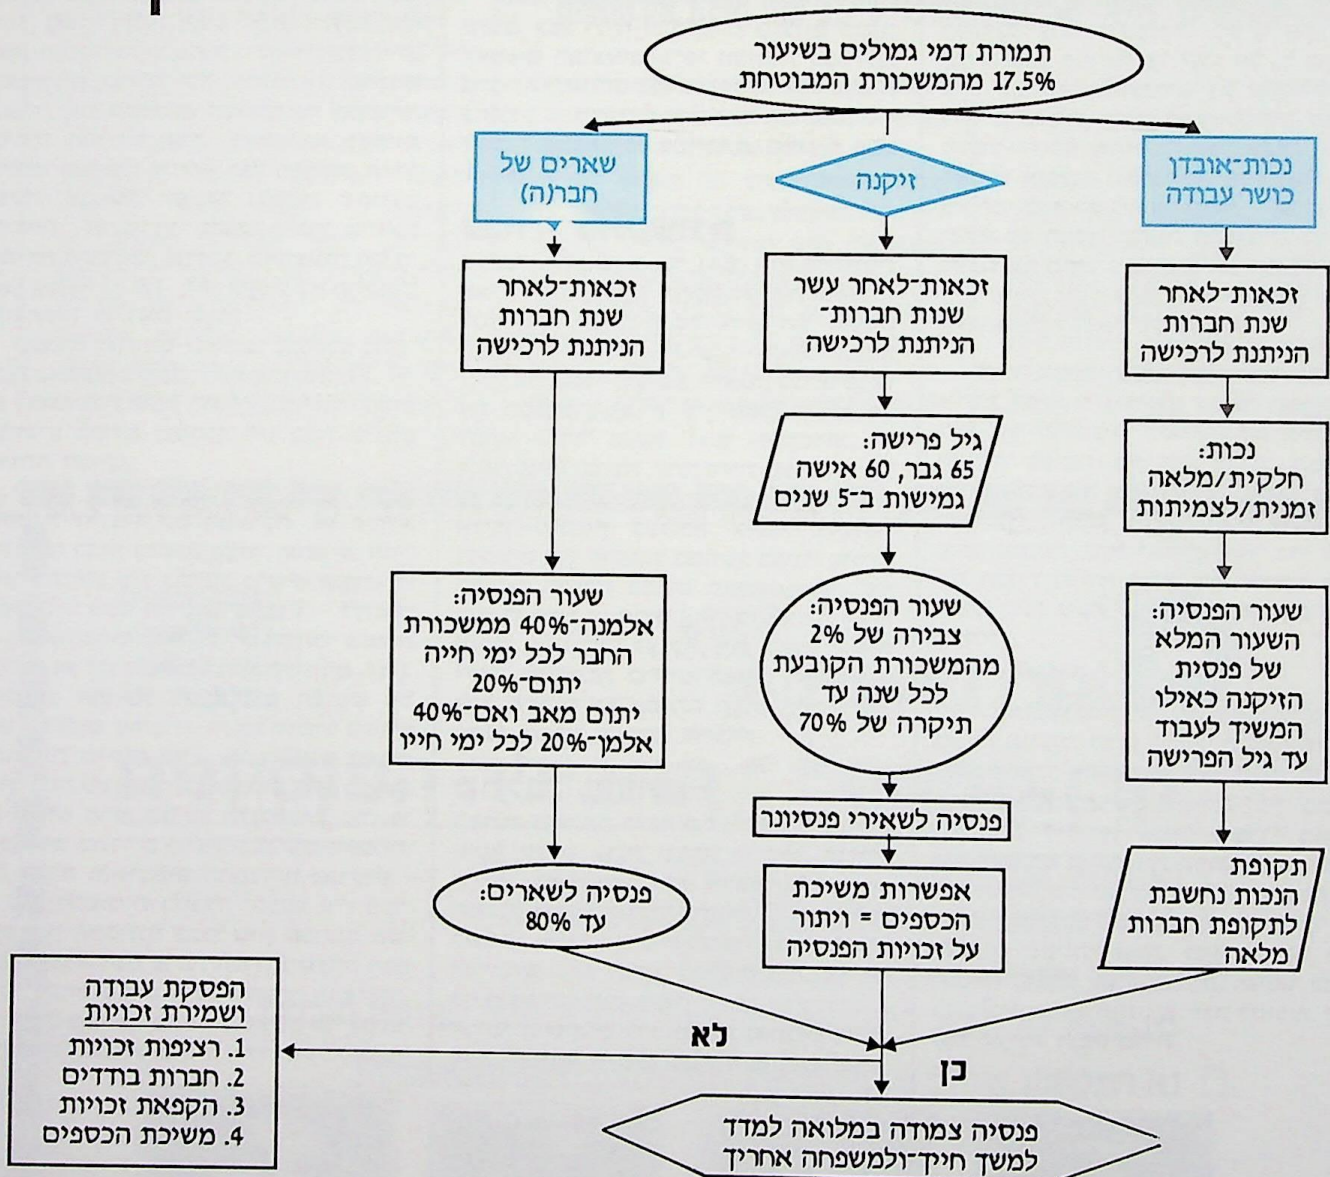 תמורת דמי גמולים בשיעור
17.5% מהמשכורת המבוטחת
נכות-אובדן
כושר עבודה
זכאות-לאחר
שנת חברות
הניתנת לרכישה
נכות:
חלקית/מלאה
זמנית/לצמיתות
שעור הפנסיה:
השעור המלא
של פנסית
הזיקנה כאילו
המשיך לעבוד
עד גיל הפרישה
תקופת
הנכות נחשבת
לתקופת חברות
מלאה
זיקנה
זכאות-לאחר עשר
שנות חברות-
הניתנת לרכישה
גיל פרישה:
65 גבר, 60 אישה
גמישות ב-5 שנים
שעור הפנסיה:
צבירה של 2%
מהמשכורת הקובעת
לכל שנה עד
תיקרה של 70%
פנסיה לשאירי פנסיונר
אפשרות משיכת
הכספים = ויתור
על זכויות הפנסיה
שארים של
חבר(ה)
זכאות-לאחר
שנת חברות
הניתנת לרכישה
שעור הפנסיה:
אלמנה-40% ממשכורת
החבר לכל ימי חייה
יתום-20%
יתום מאב ואם-40%
אלמן-20% לכל ימי חייו
פנסיה לשארים:
עד 80%
לא
כן
הפסקת עבודה
ושמירת זכויות
1. רציפות זכויות
2. חברות בודדים
3. הקפאת זכויות
4. משיכת הכספים
פנסיה צמודה במלואה למדד
למשך חייך-ולמשפחה אחריך